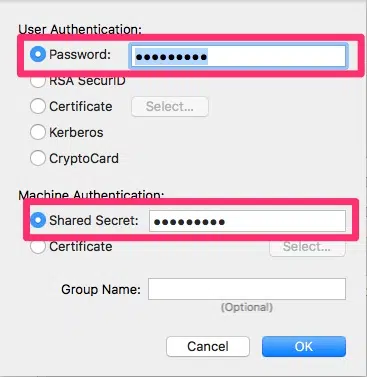 User Authentication:
Password: •••••••••
RSA SecurID
Certificate Select...
Kerberos
CryptoCard
Machine Authentication:
Shared Secret: •••••••••
Certificate Select...
Group Name:
(Optional)
Cancel OK